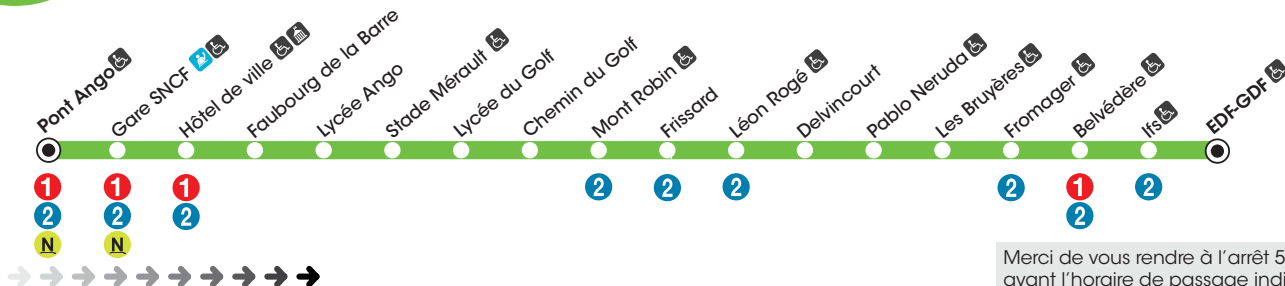 Pont Ango
Gare SNCF
Hôtel de ville
Faubourg de la Barre
Lycée Ango
Stade Mérault
Lycée du Golf
Chemin du Golf
Mont Robin
Frissard
Léon Rogé
Delvincourt
Pablo Neruda
Les Bruyères
Fromager
Belvédère
Ifs
EDF-GDF
1 1 1 2 2 2 2 1 2
2 2 2 2
N N
Merci de vous rendre à l'arrêt 5
avant l'horaire de passage indi